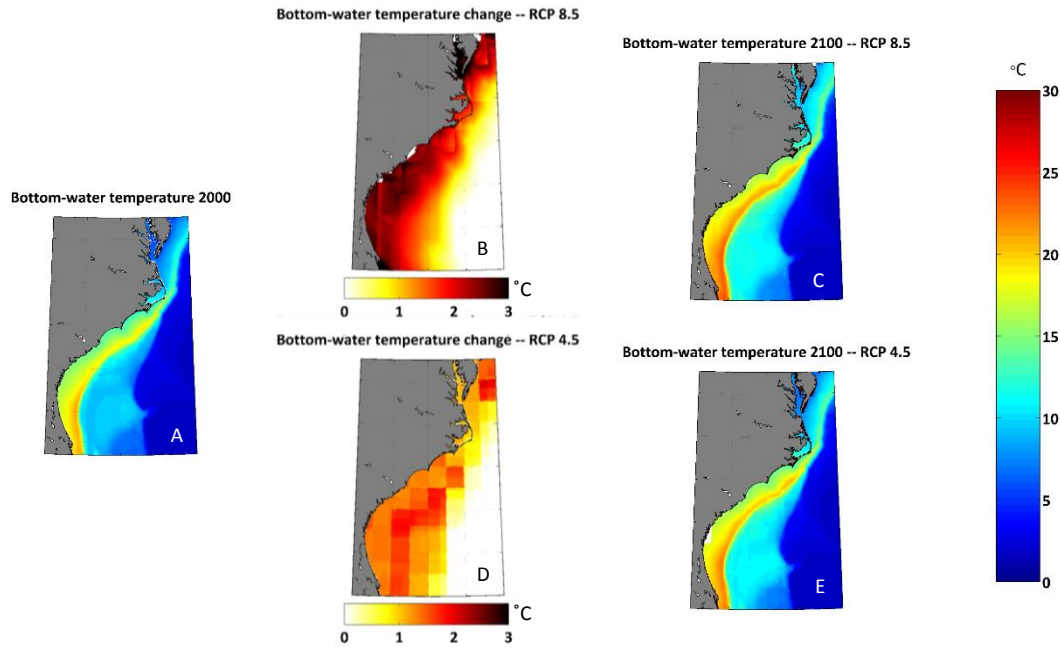 Bottom-water temperature change -- RCP 8.5
Bottom-water temperature 2100 -- RCP 8.5
°C
30
25
20
15
10
5
0
Bottom-water temperature 2000
A
B
˚C
0 1 2 3
C
Bottom-water temperature change -- RCP 4.5
Bottom-water temperature 2100 -- RCP 4.5
D
˚C
0 1 2 3
E